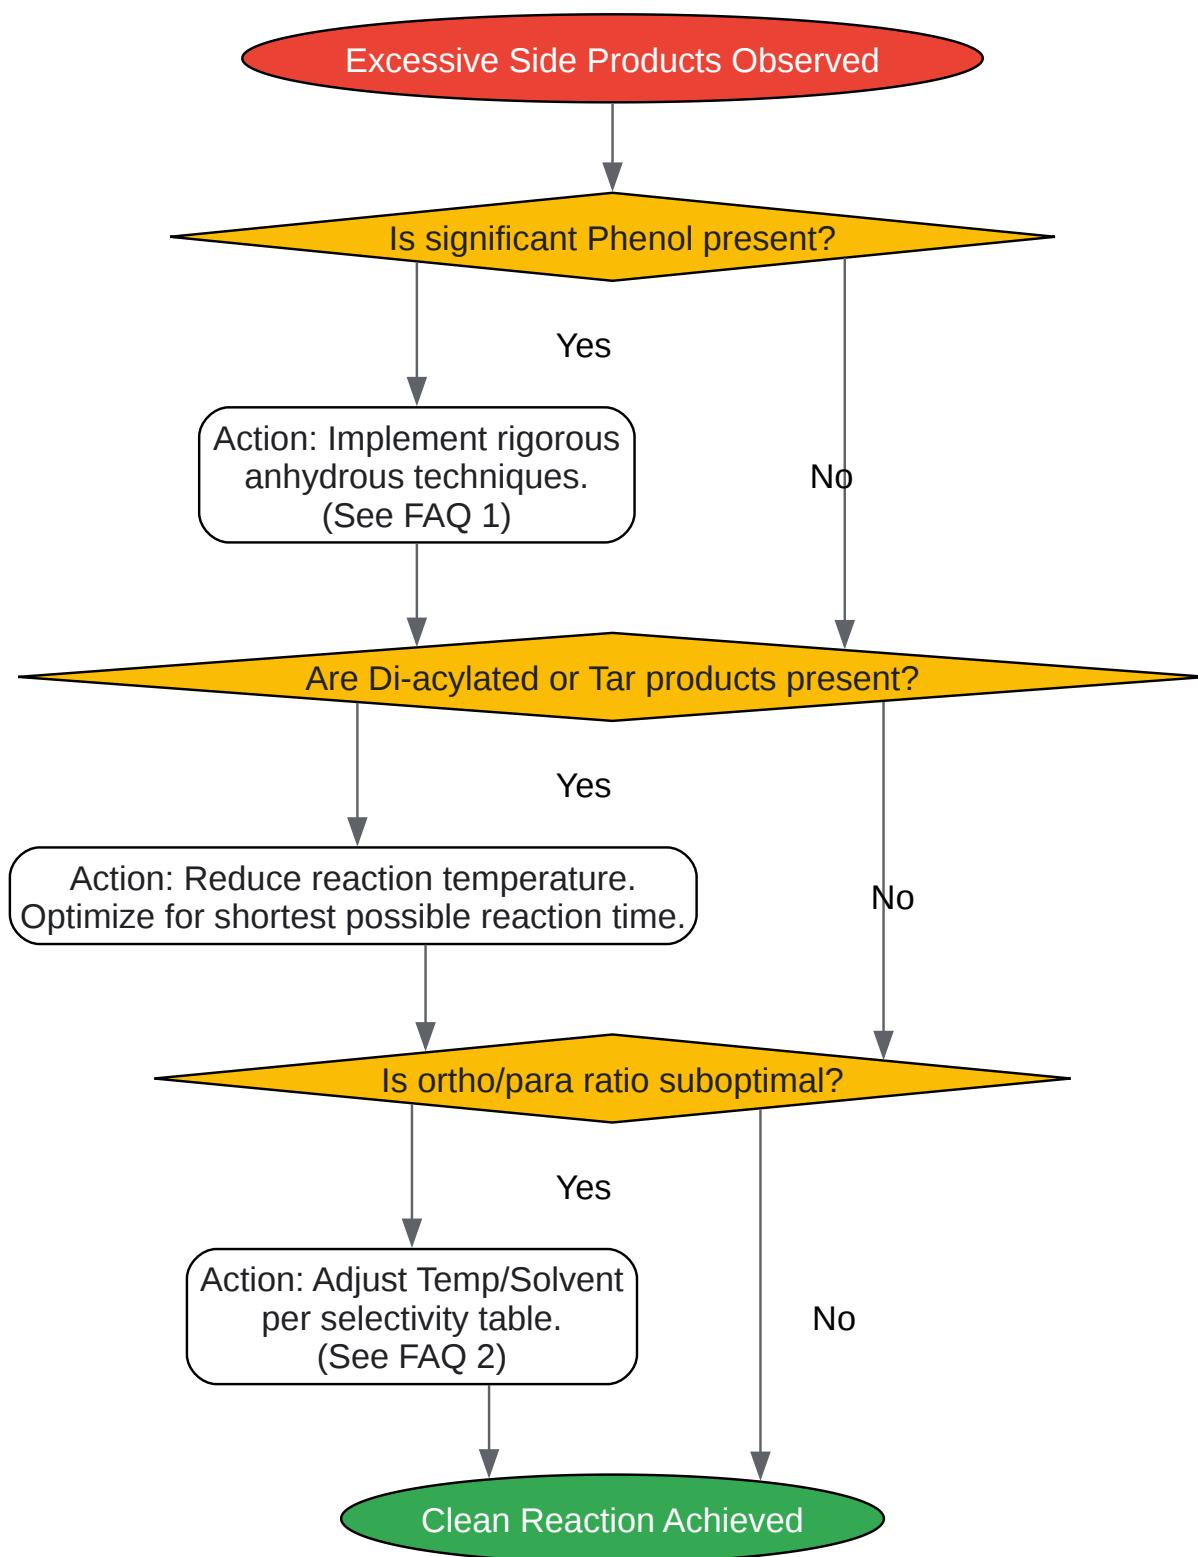 Excessive Side Products Observed
Is significant Phenol present?
Yes
Action: Implement rigorous
anhydrous techniques.
(See FAQ 1)
No
Are Di-acylated or Tar products present?
Yes
Action: Reduce reaction temperature.
Optimize for shortest possible reaction time.
No
Is ortho/para ratio suboptimal?
Yes
Action: Adjust Temp/Solvent
per selectivity table.
(See FAQ 2)
No
Clean Reaction Achieved